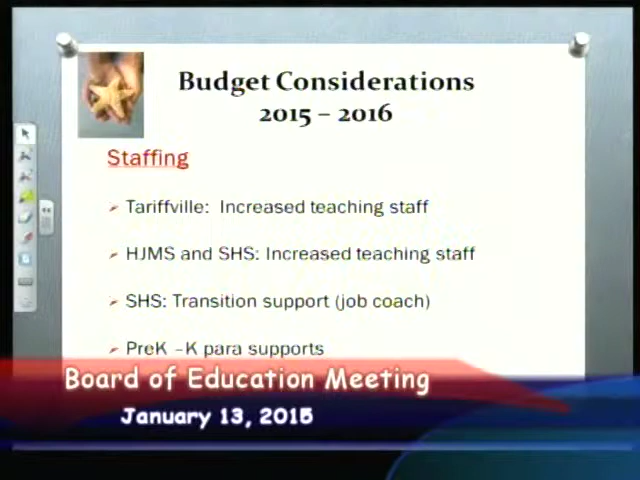 Budget Considerations
2015 – 2016
Staffing
Tariffville: Increased teaching staff
HJMS and SHS: Increased teaching staff
SHS: Transition support (job coach)
PreK –K para supports
Board of Education Meeting
January 13, 2015